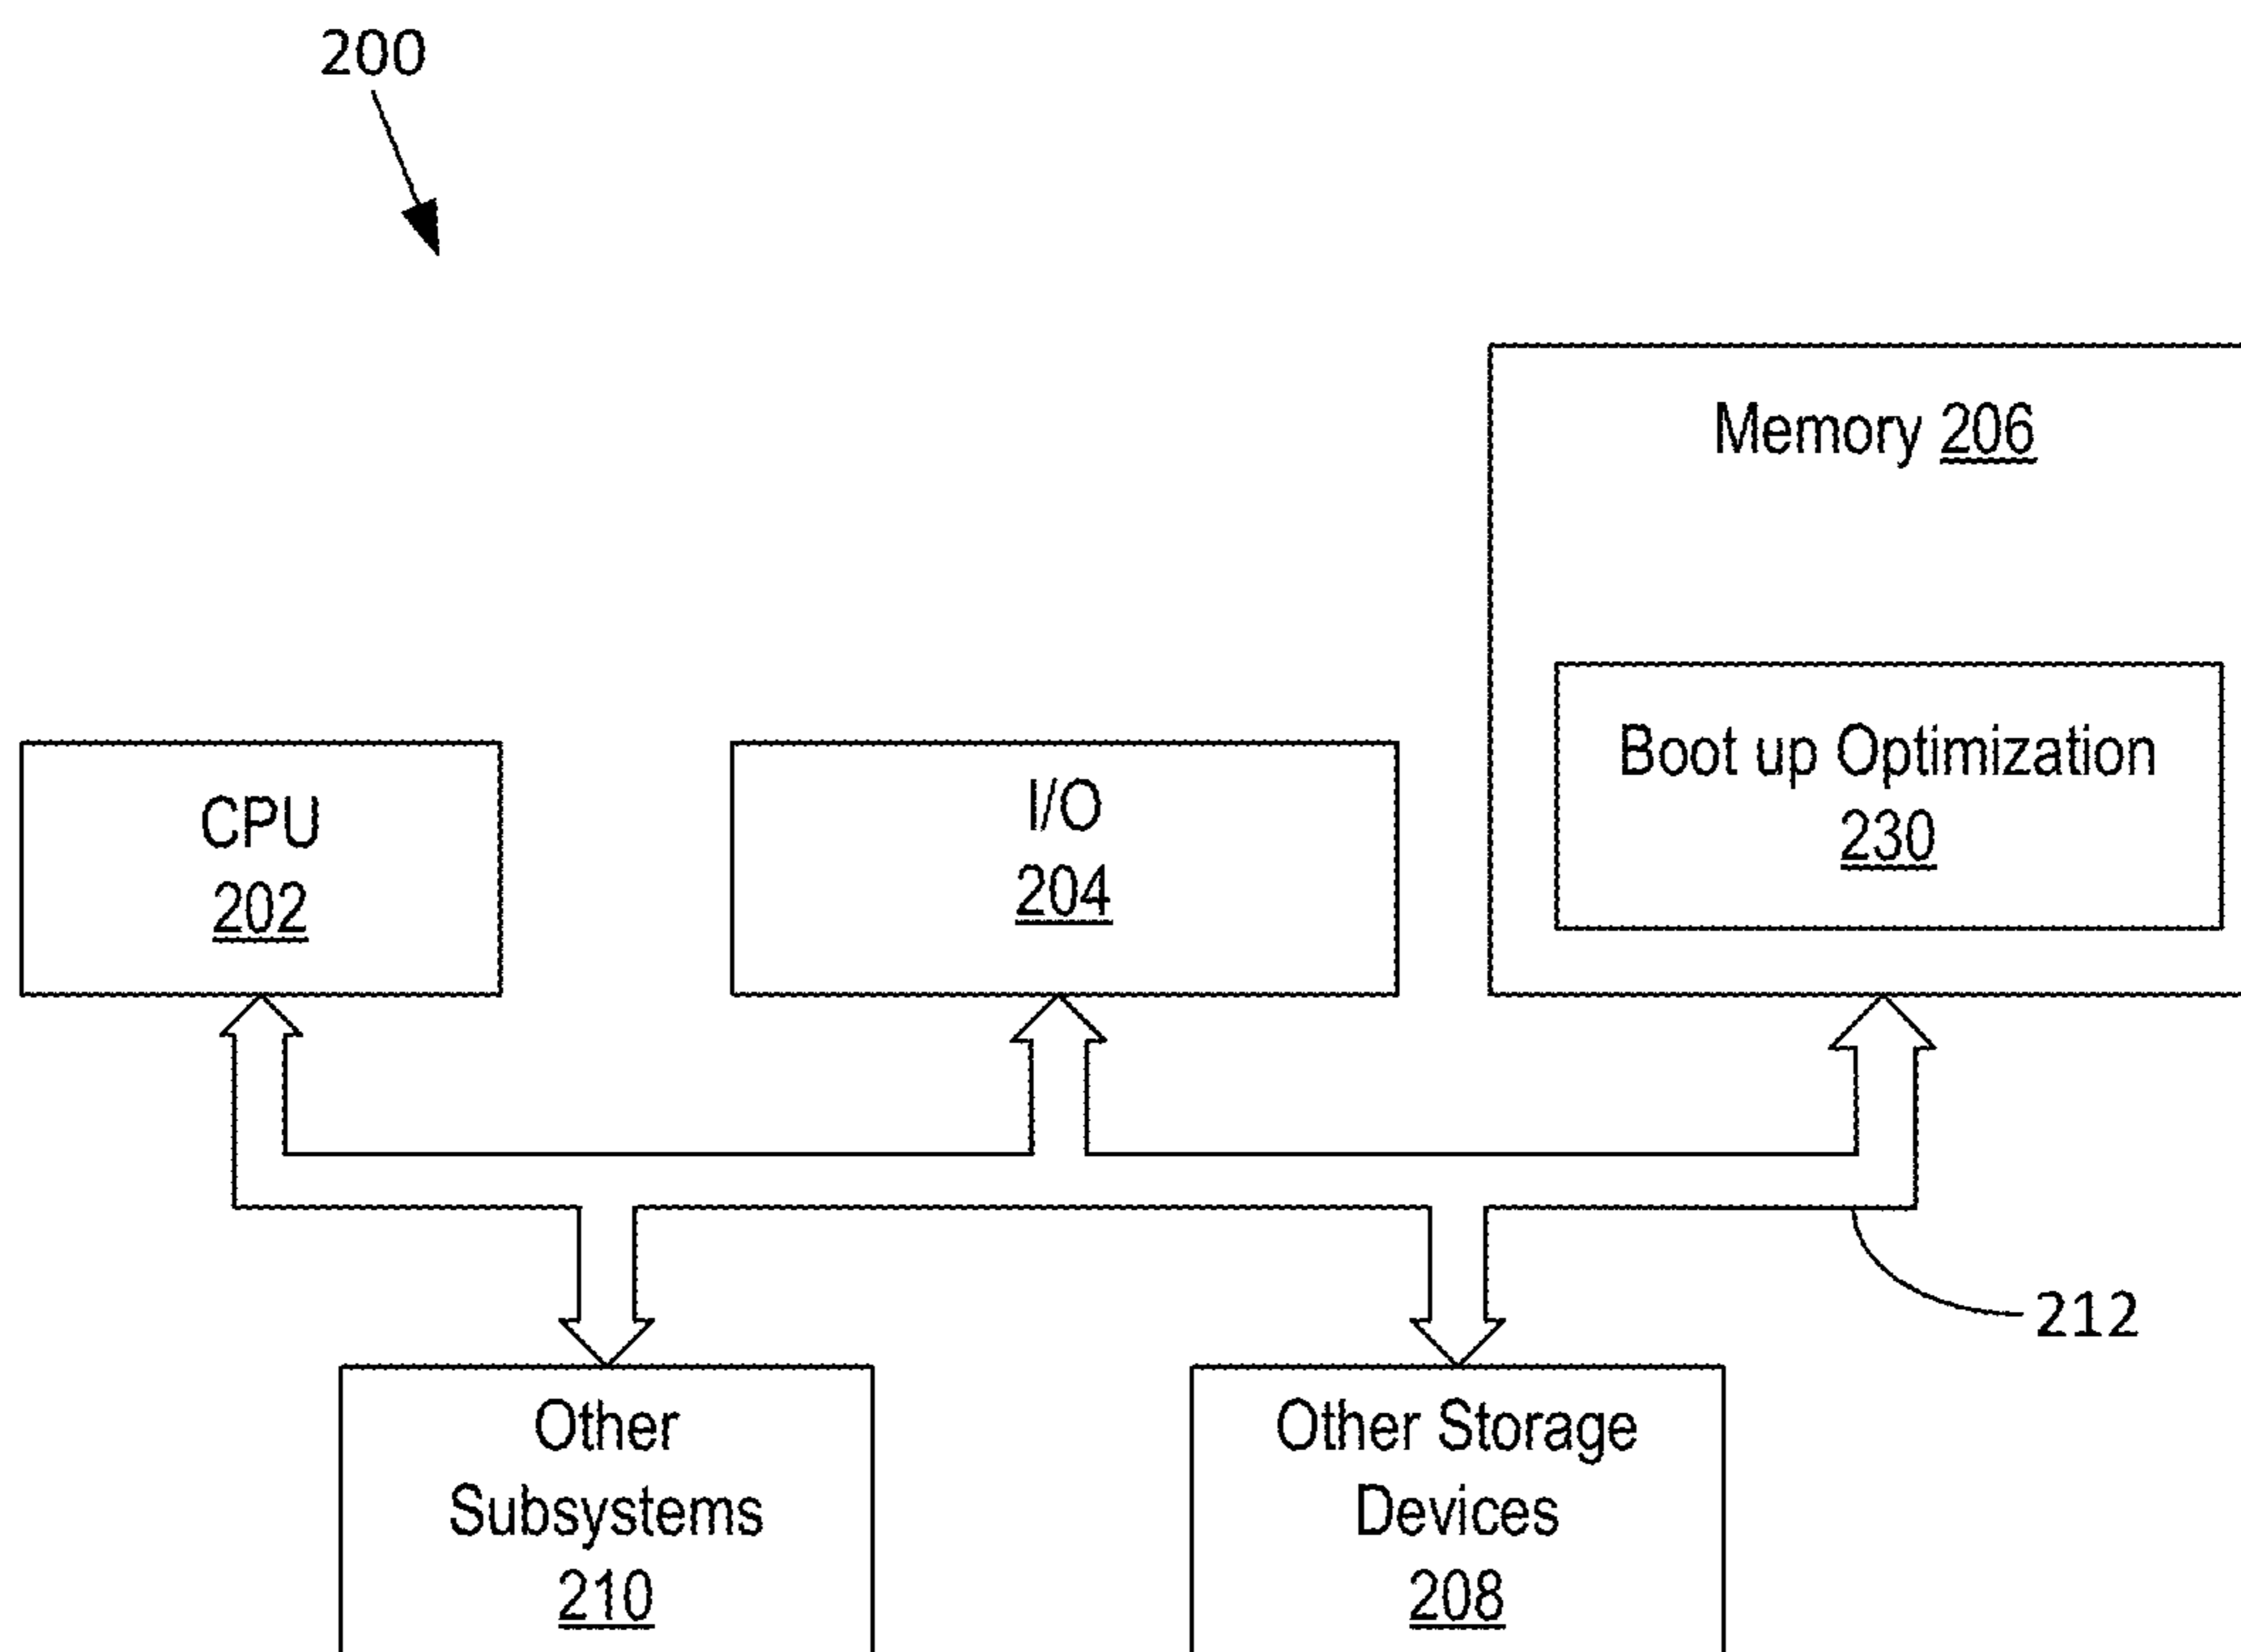 200
Memory 206
Boot up Optimization
230
CPU
202
I/O
204
212
Other
Subsystems
210
Other Storage
Devices
208